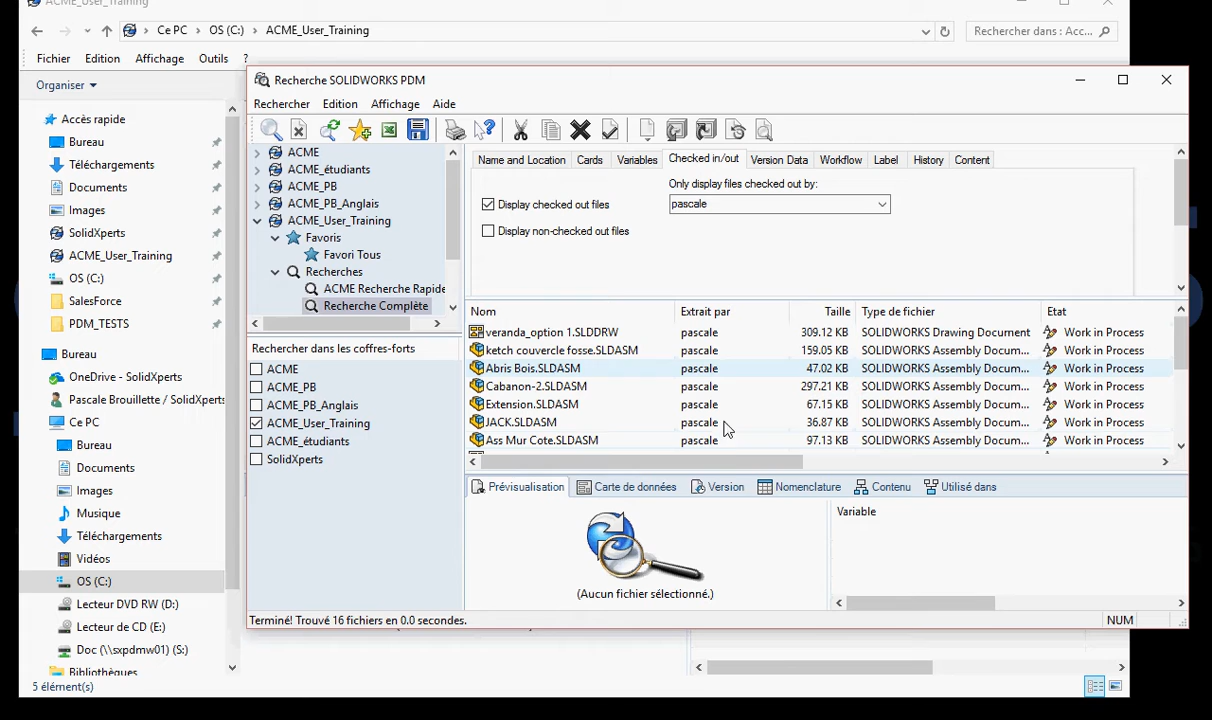 ACME_User_Training
Ce PC > OS (C:) > ACME_User_Training
Rechercher dans : Acc...
Fichier Edition Affichage Outils ?
Organiser
Accès rapide
Bureau
Téléchargements
Documents
Images
SolidXperts
ACME_User_Training
OS (C:)
SalesForce
PDM_TESTS
Bureau
OneDrive - SolidXperts
Pascale Brouillette / SolidXperts
Ce PC
Bureau
Documents
Images
Musique
Téléchargements
Vidéos
OS (C:)
Lecteur DVD RW (D:)
Lecteur de CD (E:)
Doc (\\sxpdmw01) (S:)
Bibliothèques
5 élément(s)
Recherche SOLIDWORKS PDM
Rechercher Edition Affichage Aide
ACME
ACME_étudiants
ACME_PB
ACME_PB_Anglais
ACME_User_Training
Favoris
Favori Tous
Recherches
ACME Recherche Rapide
Recherche Complète
Rechercher dans les coffres-forts
ACME
ACME_PB
ACME_PB_Anglais
ACME_User_Training
ACME_étudiants
SolidXperts
Name and Location Cards Variables Checked in/out Version Data Workflow Label History Content
Only display files checked out by:
Display checked out files pascale
Display non-checked out files
Nom Extrait par Taille Type de fichier Etat
veranda_option 1.SLDDRW pascale 309.12 KB SOLIDWORKS Drawing Document Work in Process
ketch couvercle fosse.SLDASM pascale 159.05 KB SOLIDWORKS Assembly Docum... Work in Process
Abris Bois.SLDASM pascale 47.02 KB SOLIDWORKS Assembly Docum... Work in Process
Cabanon-2.SLDASM pascale 297.21 KB SOLIDWORKS Assembly Docum... Work in Process
Extension.SLDASM pascale 67.15 KB SOLIDWORKS Assembly Docum... Work in Process
JACK.SLDASM pascale 36.87 KB SOLIDWORKS Assembly Docum... Work in Process
Ass Mur Cote.SLDASM pascale 97.13 KB SOLIDWORKS Assembly Docum... Work in Process
Prévisualisation Carte de données Version Nomenclature Contenu Utilisé dans
Variable
(Aucun fichier sélectionné.)
Terminé! Trouvé 16 fichiers en 0.0 secondes. NUM